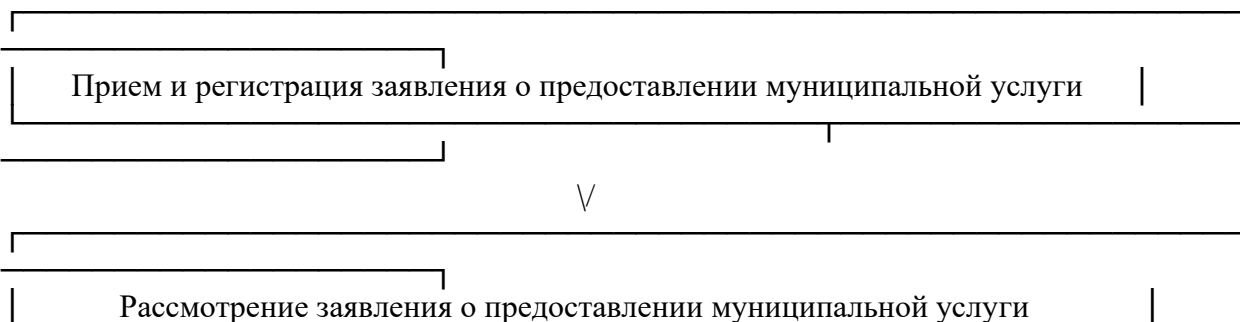 Прием и регистрация заявления о предоставлении муниципальной услуги
\/
Рассмотрение заявления о предоставлении муниципальной услуги